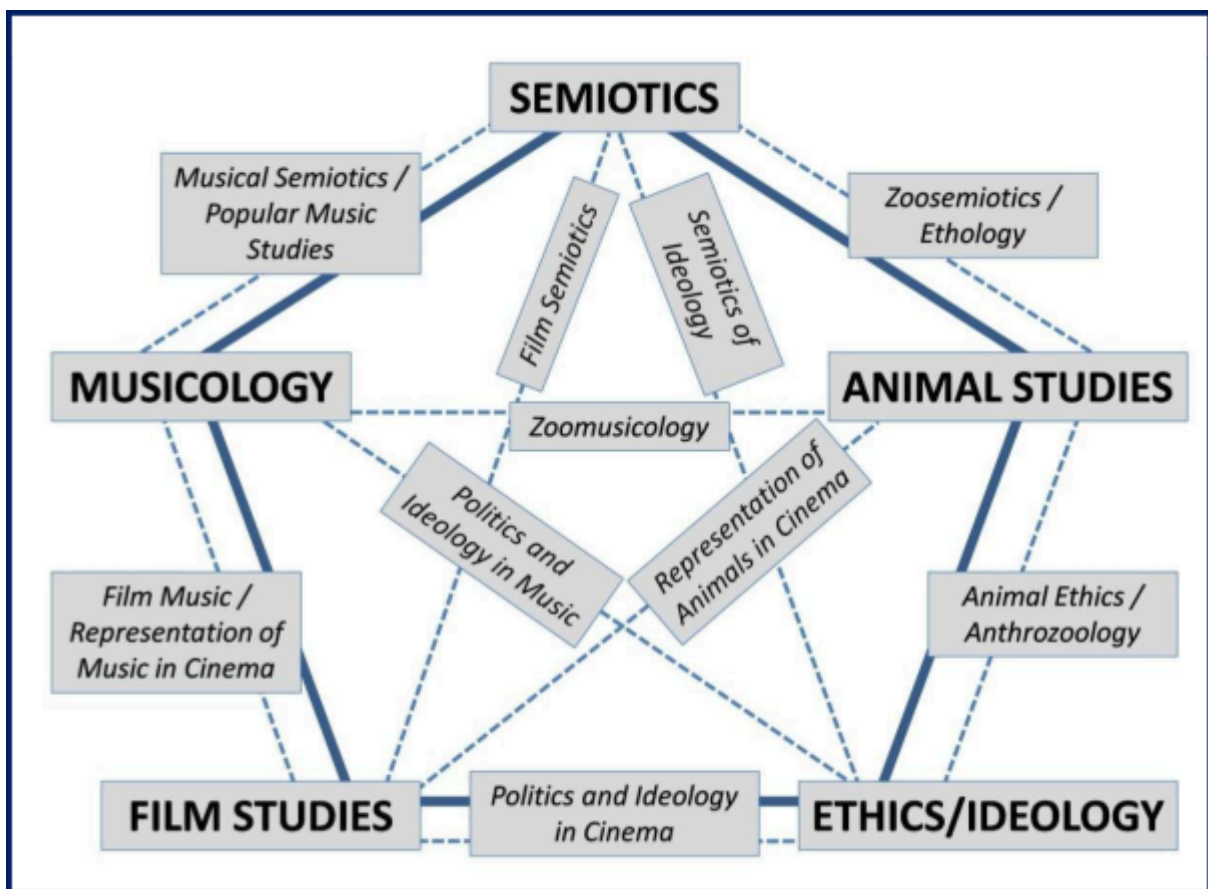 SEMIOTICS
Musical Semiotics /
Popular Music
Studies
Film Semiotics
Semiotics of
Ideology
Zoosemiotics /
Ethology
MUSICOLOGY
ANIMAL STUDIES
Zoomusicology
Politics and
Ideology in Music
Representation of
Animals in Cinema
Film Music /
Representation of
Music in Cinema
Animal Ethics /
Anthrozoology
FILM STUDIES
Politics and Ideology
in Cinema
ETHICS/IDEOLOGY